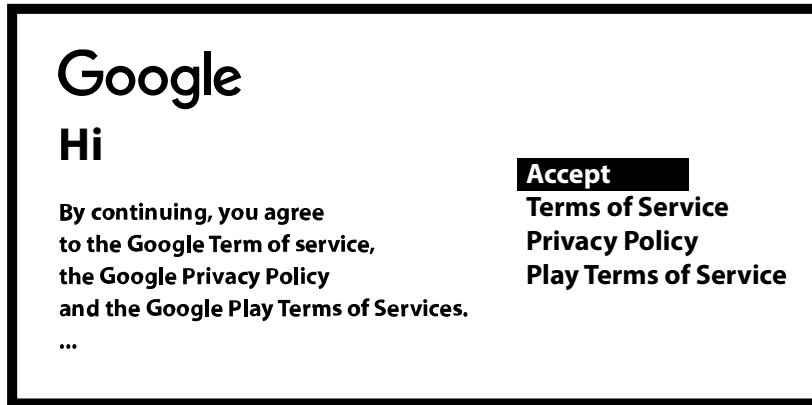 Google
Hi
By continuing, you agree
to the Google Term of service,
the Google Privacy Policy
and the Google Play Terms of Services.
...
Accept
Terms of Service
Privacy Policy
Play Terms of Service